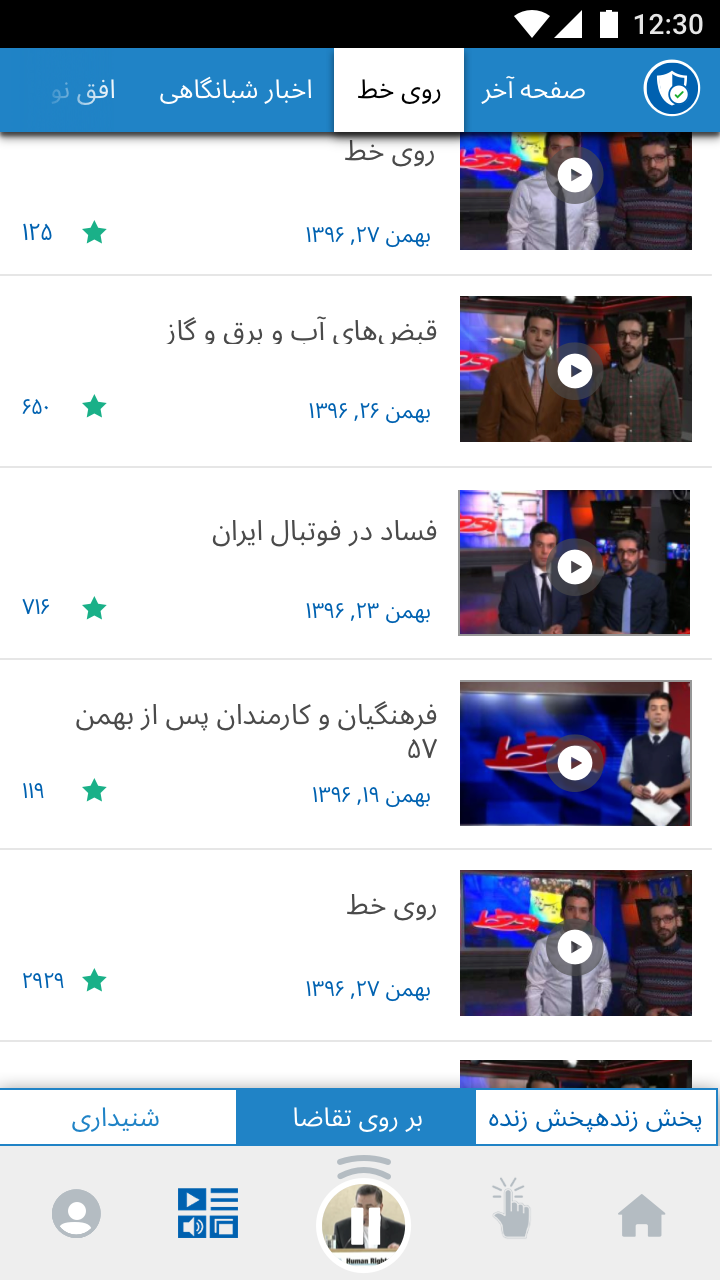 12:30
صفحه آخر
روی خط
اخبار شبانگاهی
افق نو
روی خط
بهمن ۲۷, ۱۳۹۶
۱۲۵
قبض‌های آب و برق و گاز
بهمن ۲۶, ۱۳۹۶
۶۵۰
فساد در فوتبال ایران
بهمن ۲۳, ۱۳۹۶
۷۱۶
فرهنگیان و کارمندان پس از بهمن
۵۷
بهمن ۱۹, ۱۳۹۶
۱۱۹
روی خط
بهمن ۲۷, ۱۳۹۶
۲۹۲۹
پخش زندهپخش زنده
بر روی تقاضا
شنیداری
Human Righ